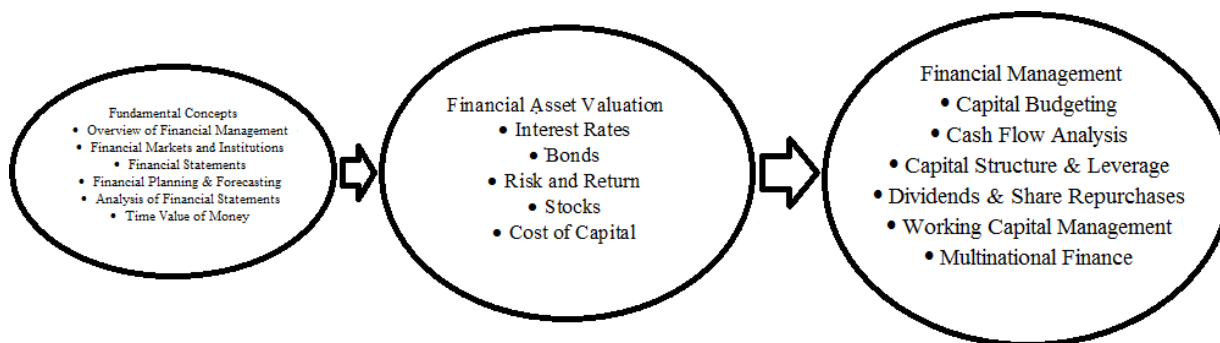 Fundamental Concepts
• Overview of Financial Management
• Financial Markets and Institutions
• Financial Statements
• Financial Planning & Forecasting
• Analysis of Financial Statements
• Time Value of Money
Financial Asset Valuation
• Interest Rates
• Bonds
• Risk and Return
• Stocks
• Cost of Capital
Financial Management
• Capital Budgeting
• Cash Flow Analysis
• Capital Structure & Leverage
• Dividends & Share Repurchases
• Working Capital Management
• Multinational Finance